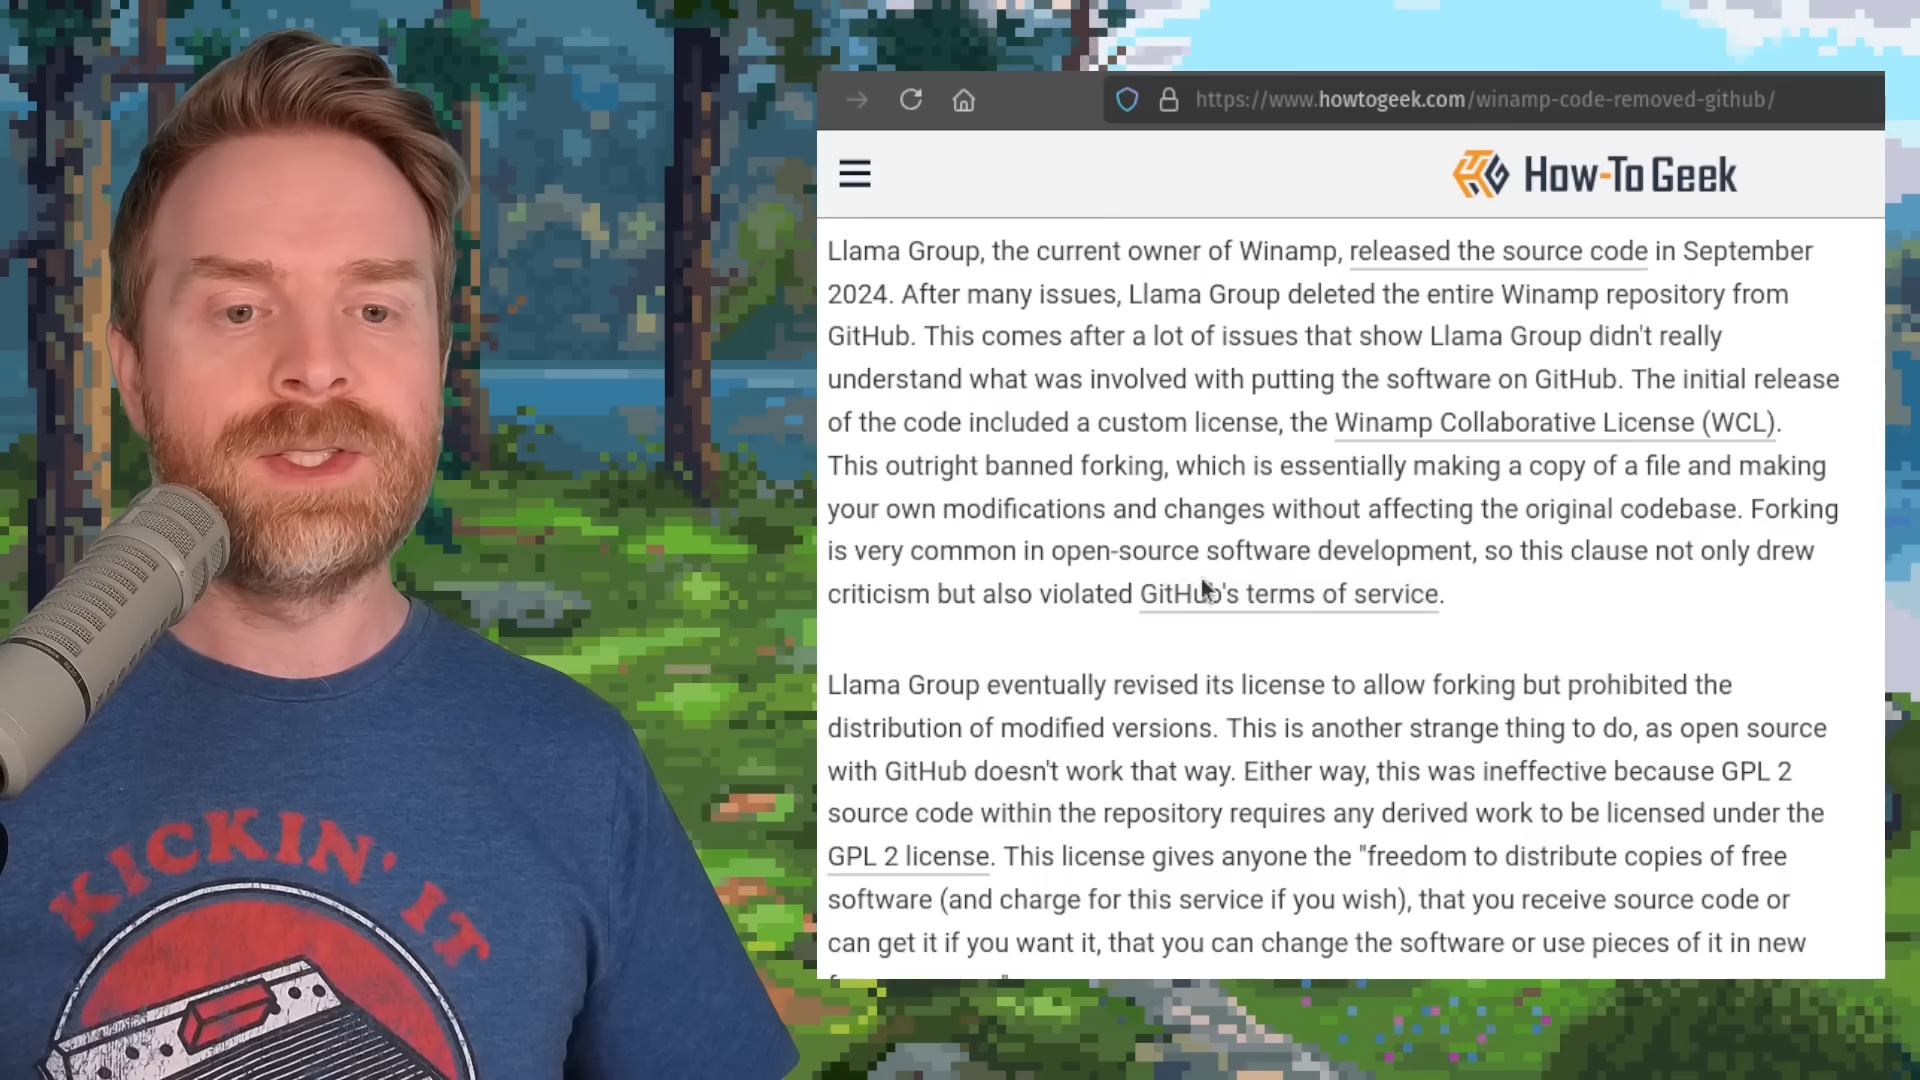 https://www.howtogeek.com/winamp-code-removed-github/
How-To Geek
Llama Group, the current owner of Winamp, released the source code in September
2024. After many issues, Llama Group deleted the entire Winamp repository from
GitHub. This comes after a lot of issues that show Llama Group didn't really
understand what was involved with putting the software on GitHub. The initial release
of the code included a custom license, the Winamp Collaborative License (WCL).
This outright banned forking, which is essentially making a copy of a file and making
your own modifications and changes without affecting the original codebase. Forking
is very common in open-source software development, so this clause not only drew
criticism but also violated GitHub's terms of service.
Llama Group eventually revised its license to allow forking but prohibited the
distribution of modified versions. This is another strange thing to do, as open source
with GitHub doesn't work that way. Either way, this was ineffective because GPL 2
source code within the repository requires any derived work to be licensed under the
GPL 2 license. This license gives anyone the "freedom to distribute copies of free
software (and charge for this service if you wish), that you receive source code or
can get it if you want it, that you can change the software or use pieces of it in new
KICKIN' IT